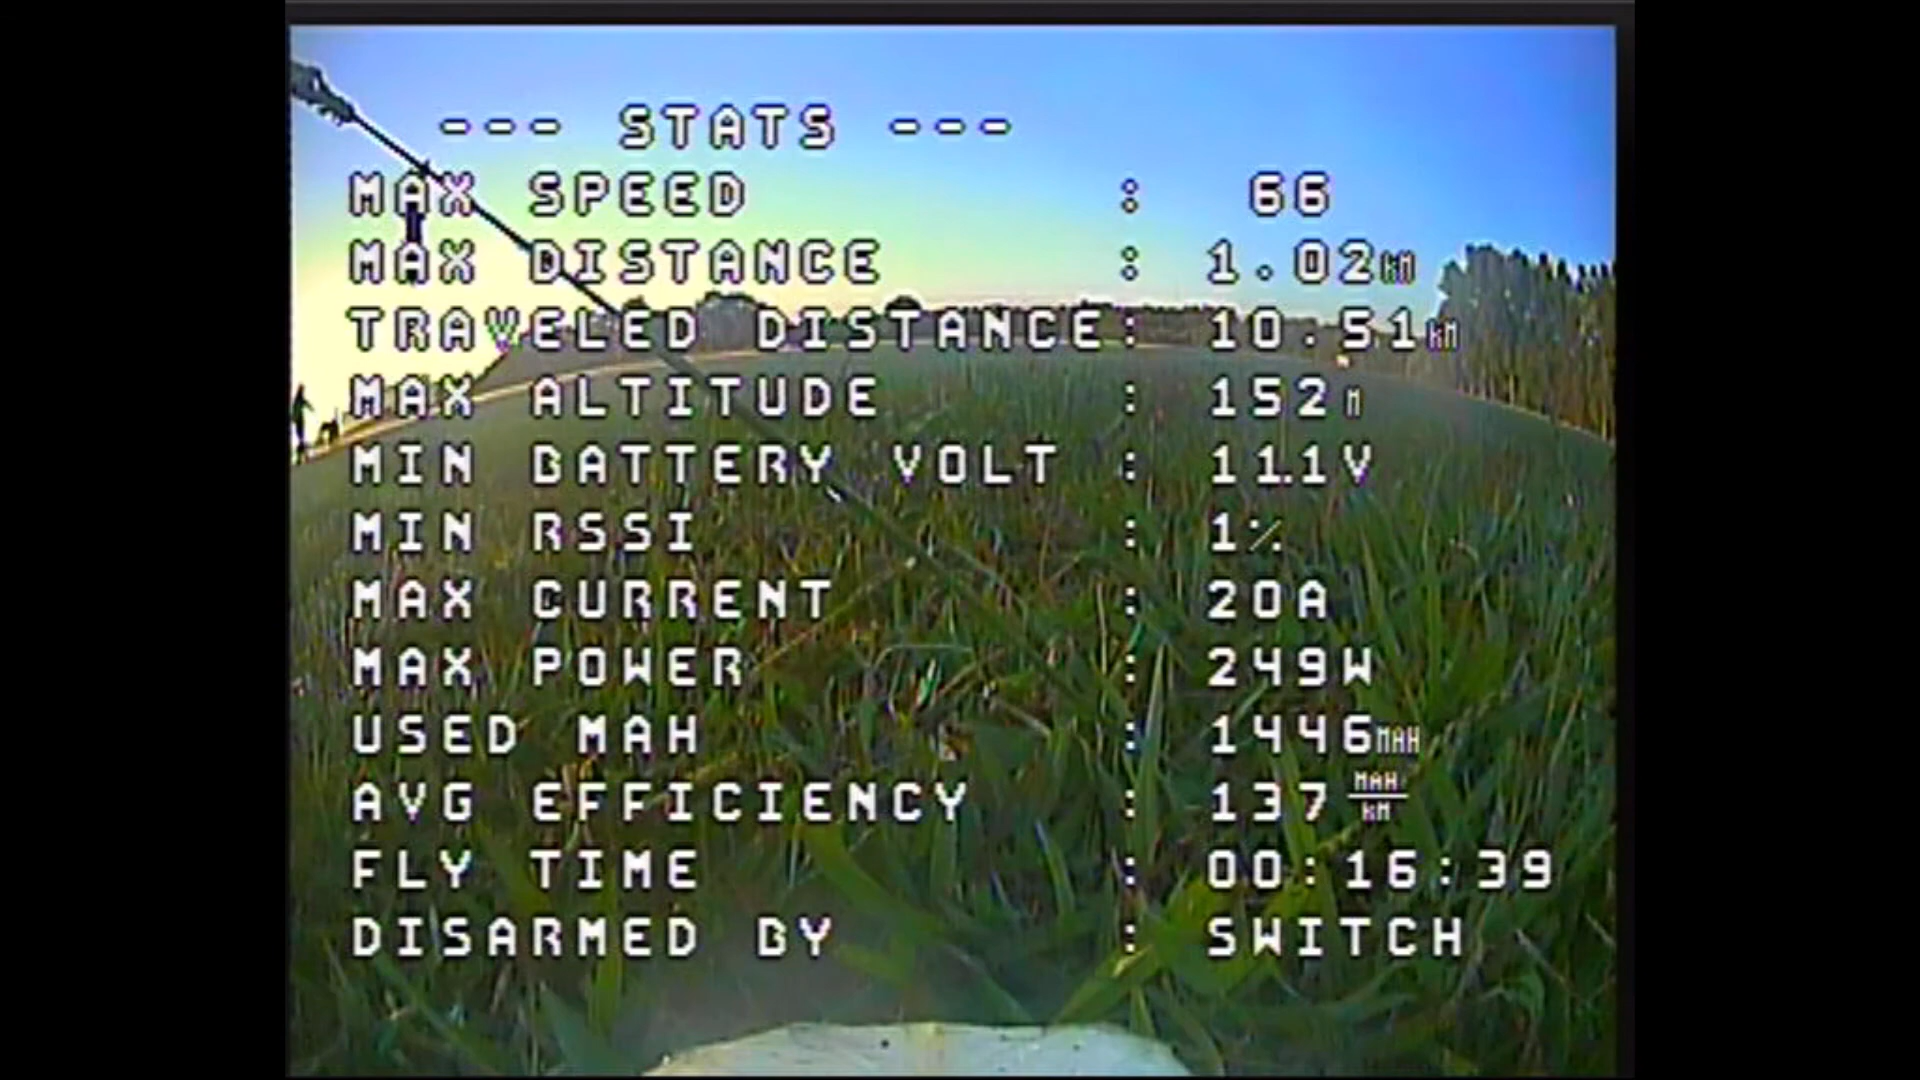 --- STATS ---
MAX SPEED : 66
MAX DISTANCE : 1.02KM
TRAVELED DISTANCE: 10.51KM
MAX ALTITUDE : 152M
MIN BATTERY VOLT : 11.1V
MIN RSSI : 1%
MAX CURRENT : 20A
MAX POWER : 249W
USED MAH : 1446MAH
AVG EFFICIENCY : 137 MAH/KM
FLY TIME : 00:16:39
DISARMED BY : SWITCH